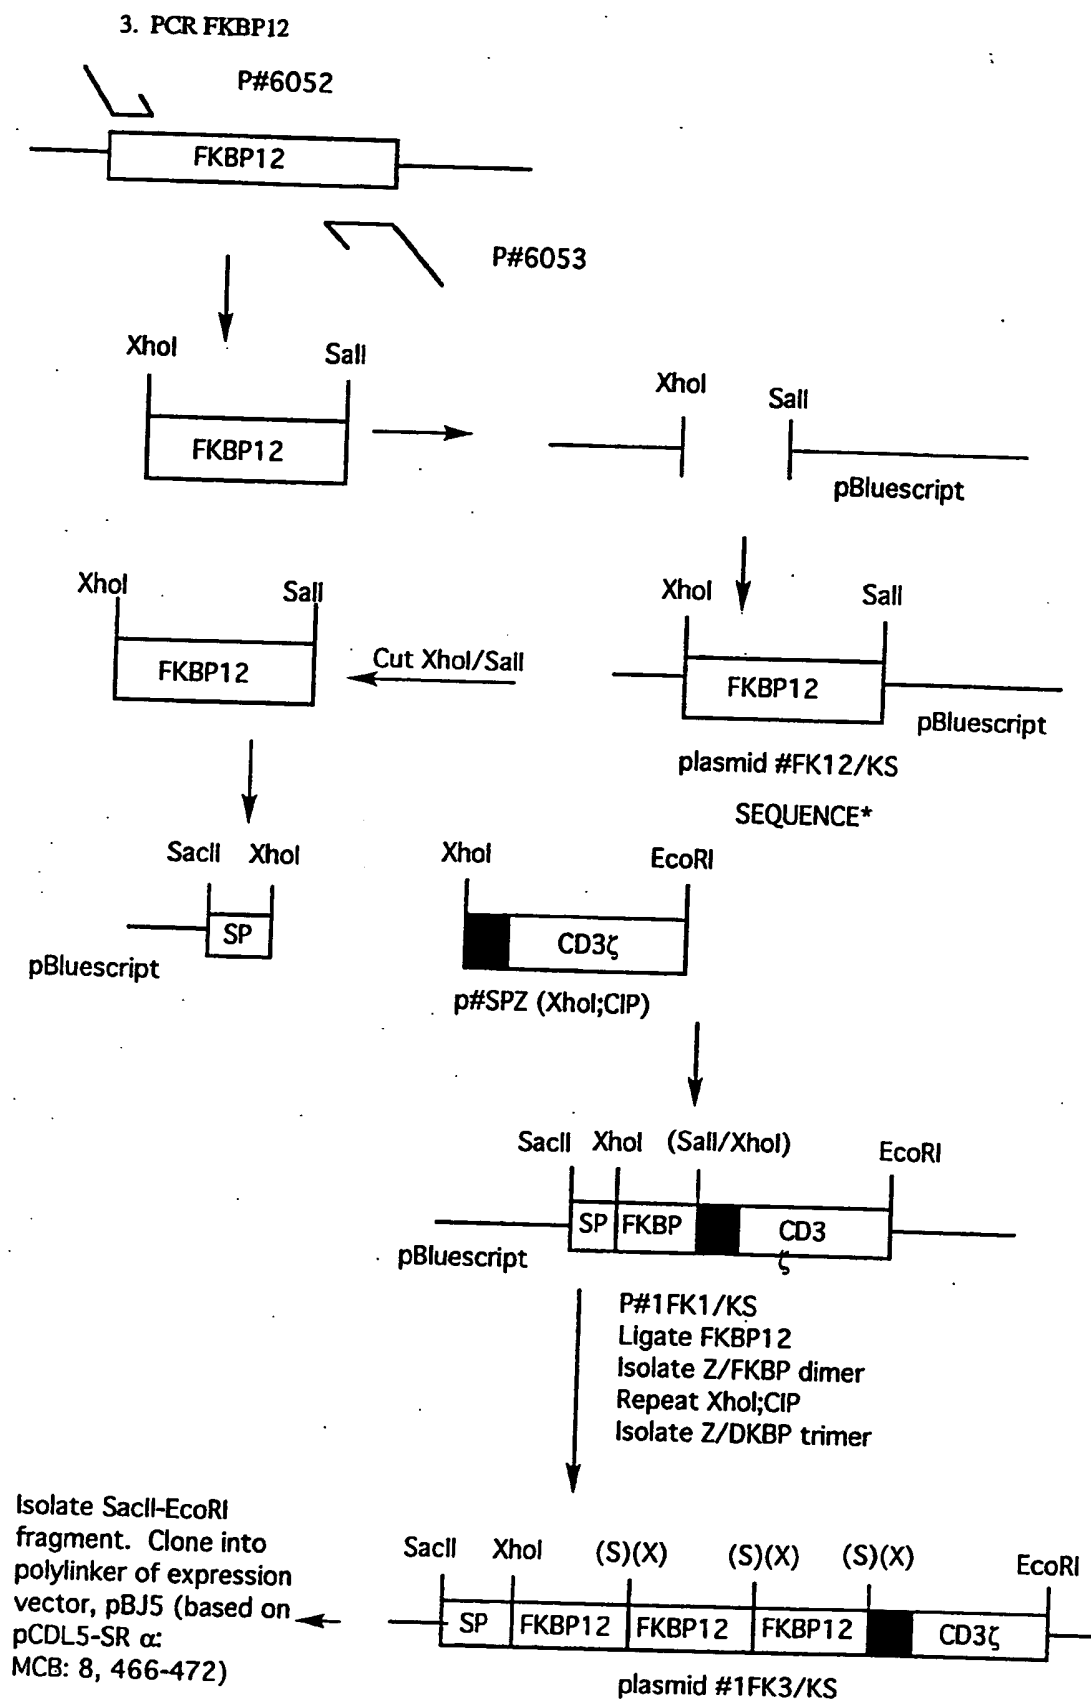 3. PCR FKBP12
P#6052
FKBP12
P#6053
XhoI SalI
FKBP12
XhoI SalI
pBluescript
XhoI SalI
FKBP12
Cut XhoI/SalI
XhoI SalI
FKBP12
pBluescript
plasmid #FK12/KS
SEQUENCE*
SacII XhoI
SP
pBluescript
XhoI EcoRI
CD3ζ
p#SPZ (XhoI;CIP)
SacII XhoI (SalI/XhoI) EcoRI
SP FKBP CD3
ζ
pBluescript
P#1FK1/KS
Ligate FKBP12
Isolate Z/FKBP dimer
Repeat XhoI;CIP
Isolate Z/DKBP trimer
Isolate SacII-EcoRI
fragment. Clone into
polylinker of expression
vector, pBJ5 (based on
pCDL5-SR α:
MCB: 8, 466-472)
SacII XhoI (S)(X) (S)(X) (S)(X) EcoRI
SP FKBP12 FKBP12 FKBP12 CD3ζ
plasmid #1FK3/KS